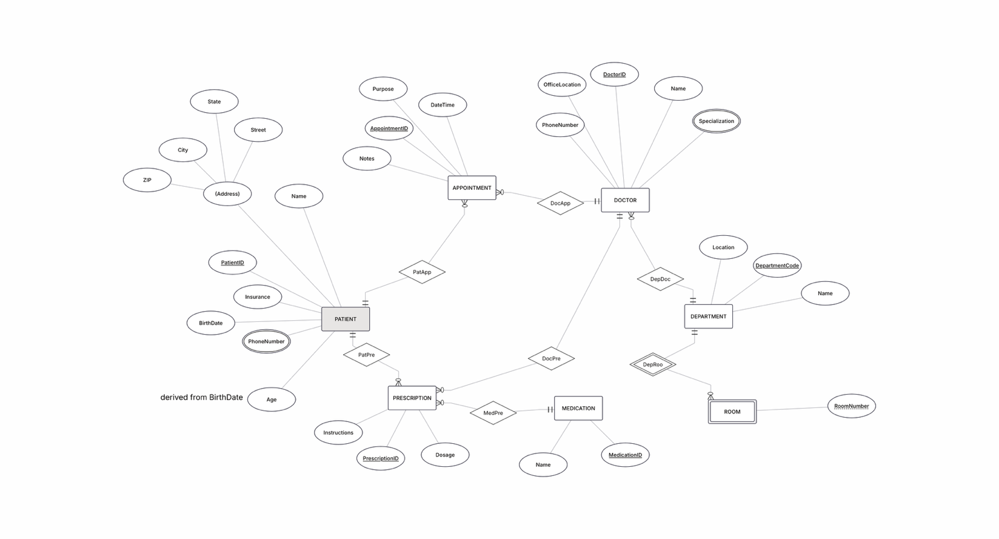 DoctorID
OfficeLocation
Purpose
Name
State
DateTime
Specialization
PhoneNumber
AppointmentID
Street
City
Notes
ZIP
APPOINTMENT
(Address)
Name
DOCTOR
DocApp
Location
PatientID
DepartmentCode
PatApp
DepDoc
Name
Insurance
DEPARTMENT
PATIENT
BirthDate
PhoneNumber
PatPre
DocPre
DepRoo
derived from BirthDate
Age
PRESCRIPTION
RoomNumber
MEDICATION
ROOM
MedPre
Instructions
PrescriptionID
Dosage
MedicationID
Name